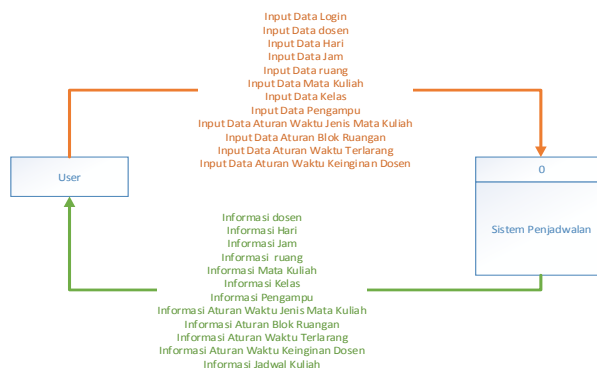 Input Data Login
Input Data dosen
Input Data Hari
Input Data Jam
Input Data ruang
Input Data Mata Kuliah
Input Data Kelas
Input Data Pengampu
Input Data Aturan Waktu Jenis Mata Kuliah
Input Data Aturan Blok Ruangan
Input Data Aturan Waktu Terlarang
Input Data Aturan Waktu Keinginan Dosen
User
0
Sistem Penjadwalan
Informasi dosen
Informasi Hari
Informasi Jam
Informasi ruang
Informasi Mata Kuliah
Informasi Kelas
Informasi Pengampu
Informasi Aturan Waktu Jenis Mata Kuliah
Informasi Aturan Blok Ruangan
Informasi Aturan Waktu Terlarang
Informasi Aturan Waktu Keinginan Dosen
Informasi Jadwal Kuliah